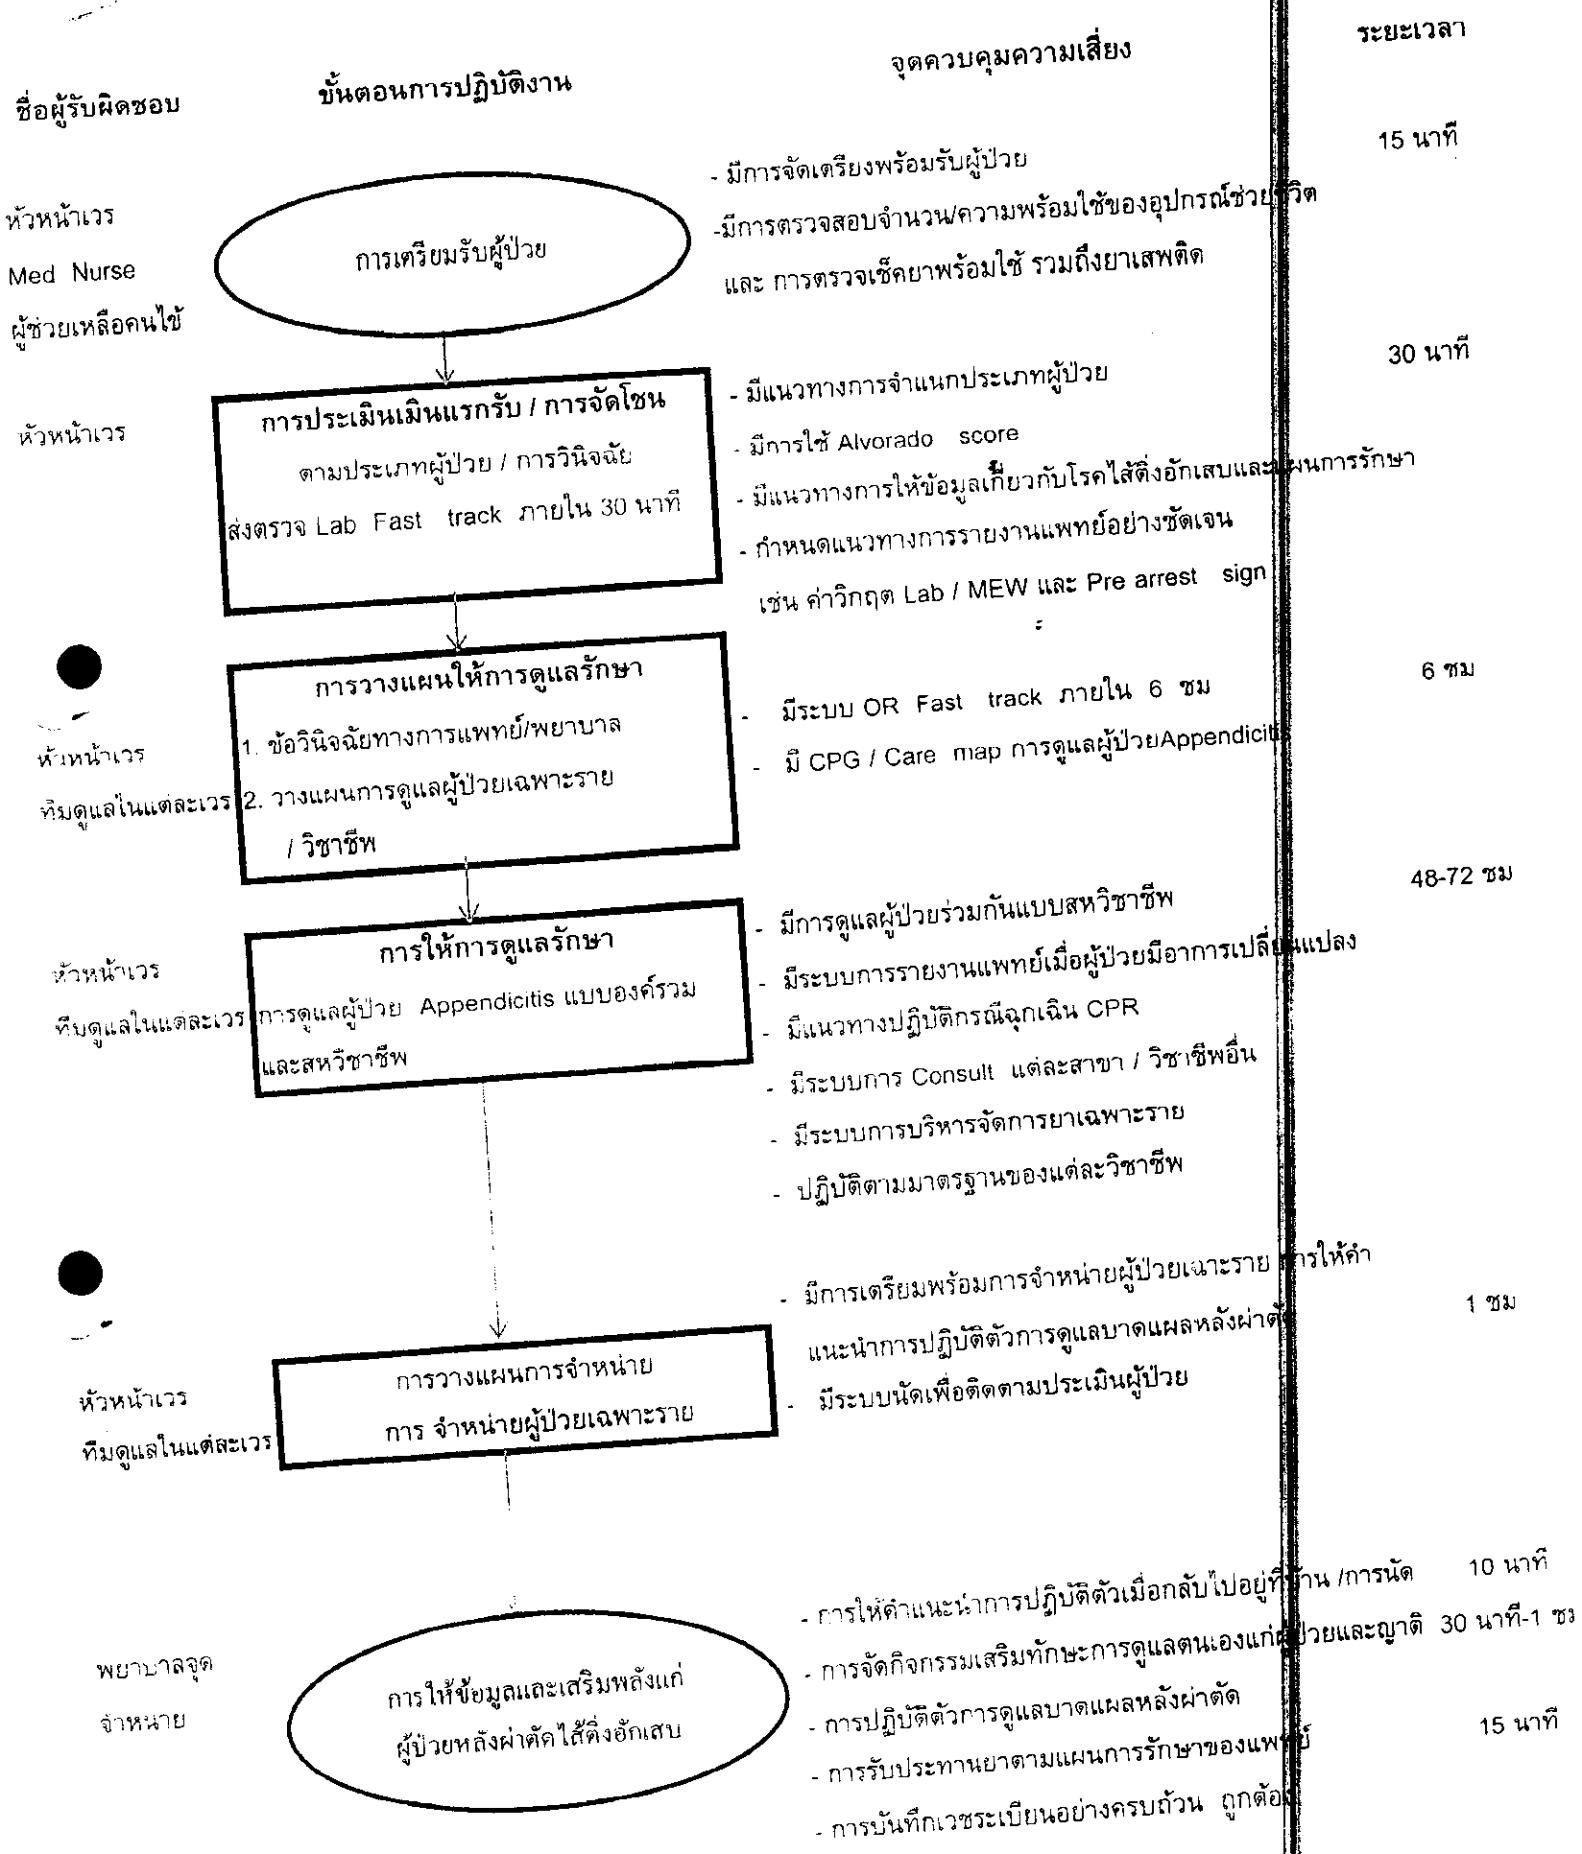 ชื่อผู้รับผิดชอบ
ขั้นตอนการปฏิบัติงาน
จุดควบคุมความเสี่ยง
ระยะเวลา
หัวหน้าเวร
Med Nurse
ผู้ช่วยเหลือคนไข้
การเตรียมรับผู้ป่วย
- มีการจัดเตรียงพร้อมรับผู้ป่วย
-มีการตรวจสอบจำนวน/ความพร้อมใช้ของอุปกรณ์ช่วยชีวิต
และ การตรวจเช็คยาพร้อมใช้ รวมถึงยาเสพติด
15 นาที
หัวหน้าเวร
การประเมินเมินแรกรับ / การจัดโซน
ตามประเภทผู้ป่วย / การวินิจฉัย
ส่งตรวจ Lab Fast track ภายใน 30 นาที
- มีแนวทางการจำแนกประเภทผู้ป่วย
- มีการใช้ Alvorado score
- มีแนวทางการให้ข้อมูลเกี่ยวกับโรคไส้ติ่งอักเสบและแผนการรักษา
- กำหนดแนวทางการรายงานแพทย์อย่างชัดเจน
เช่น ค่าวิกฤต Lab / MEW และ Pre arrest sign
30 นาที
หัวหน้าเวร
ทีมดูแลในแต่ละเวร
การวางแผนให้การดูแลรักษา
1. ข้อวินิจฉัยทางการแพทย์/พยาบาล
2. วางแผนการดูแลผู้ป่วยเฉพาะราย
/ วิชาชีพ
- มีระบบ OR Fast track ภายใน 6 ชม
- มี CPG / Care map การดูแลผู้ป่วยAppendicitis
6 ชม
หัวหน้าเวร
ทีมดูแลในแต่ละเวร
การให้การดูแลรักษา
การดูแลผู้ป่วย Appendicitis แบบองค์รวม
และสหวิชาชีพ
- มีการดูแลผู้ป่วยร่วมกันแบบสหวิชาชีพ
- มีระบบการรายงานแพทย์เมื่อผู้ป่วยมีอาการเปลี่ยนแปลง
- มีแนวทางปฏิบัติกรณีฉุกเฉิน CPR
- มีระบบการ Consult แต่ละสาขา / วิชาชีพอื่น
- มีระบบการบริหารจัดการยาเฉพาะราย
- ปฏิบัติตามมาตรฐานของแต่ละวิชาชีพ
48-72 ชม
หัวหน้าเวร
ทีมดูแลในแต่ละเวร
การวางแผนการจำหน่าย
การ จำหน่ายผู้ป่วยเฉพาะราย
- มีการเตรียมพร้อมการจำหน่ายผู้ป่วยเฉาะราย การให้คำ
แนะนำการปฏิบัติตัวการดูแลบาดแผลหลังผ่าตัด
- มีระบบนัดเพื่อติดตามประเมินผู้ป่วย
1 ชม
พยาบาลจุด
จำหนาย
การให้ข้อมูลและเสริมพลังแก่
ผู้ป่วยหลังผ่าตัดไส้ติ่งอักเสบ
- การให้คำแนะนำการปฏิบัติตัวเมื่อกลับไปอยู่ที่บ้าน /การนัด 10 นาที
- การจัดกิจกรรมเสริมทักษะการดูแลตนเองแก่ผู้ป่วยและญาติ 30 นาที-1 ชม
- การปฏิบัติตัวการดูแลบาดแผลหลังผ่าตัด
- การรับประทานยาตามแผนการรักษาของแพทย์
- การบันทึกเวชระเบียนอย่างครบถ้วน ถูกต้อง
15 นาที